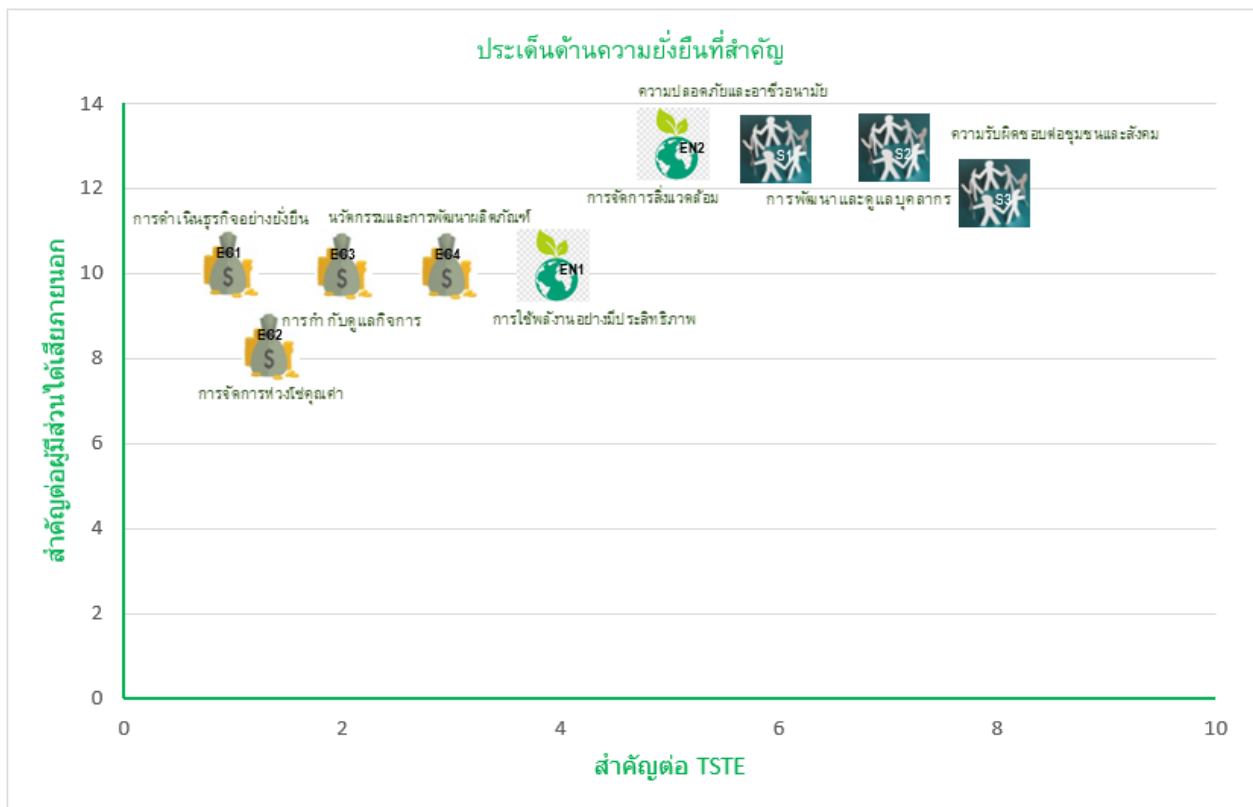 ประเด็นด้านความยั่งยืนที่สำคัญ
ความปลอดภัยและอาชีวอนามัย
14
ความรับผิดชอบต่อชุมชนและสังคม
EN2
S1
S2
12
การจัดการสิ่งแวดล้อม
การพัฒนาและดูแลบุคลากร
S3
การดำเนินธุรกิจอย่างยั่งยืน
นวัตกรรมและการพัฒนาผลิตภัณฑ์
EC1
EC3
EC4
EN1
10
$
$
$
การกำกับดูแลกิจการ
การใช้พลังงานอย่างมีประสิทธิภาพ
EC2
8
$
การจัดการห่วงโซ่คุณค่า
สำคัญต่อผู้มีส่วนได้เสียภายนอก
6
4
2
0
0 2 4 6 8 10
สำคัญต่อ TSTE